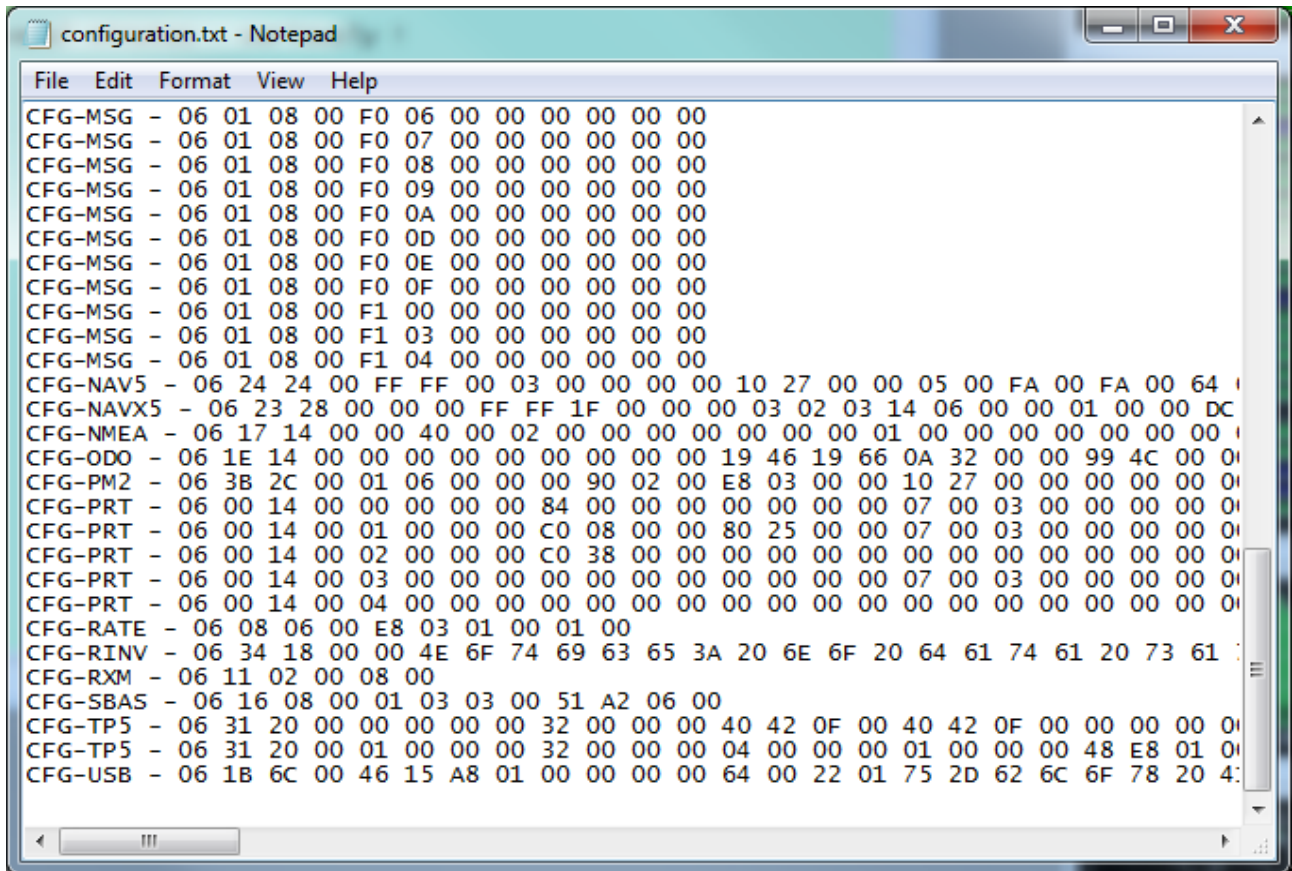 configuration.txt - Notepad
File Edit Format View Help
CFG-MSG - 06 01 08 00 F0 06 00 00 00 00 00 00
CFG-MSG - 06 01 08 00 F0 07 00 00 00 00 00 00
CFG-MSG - 06 01 08 00 F0 08 00 00 00 00 00 00
CFG-MSG - 06 01 08 00 F0 09 00 00 00 00 00 00
CFG-MSG - 06 01 08 00 F0 0A 00 00 00 00 00 00
CFG-MSG - 06 01 08 00 F0 0D 00 00 00 00 00 00
CFG-MSG - 06 01 08 00 F0 0E 00 00 00 00 00 00
CFG-MSG - 06 01 08 00 F0 0F 00 00 00 00 00 00
CFG-MSG - 06 01 08 00 F1 00 00 00 00 00 00 00
CFG-MSG - 06 01 08 00 F1 03 00 00 00 00 00 00
CFG-MSG - 06 01 08 00 F1 04 00 00 00 00 00 00
CFG-NAV5 - 06 24 24 00 FF FF 00 03 00 00 00 00 10 27 00 00 05 00 FA 00 FA 00 64
CFG-NAVX5 - 06 23 28 00 00 00 FF FF 1F 00 00 00 03 02 03 14 06 00 00 01 00 00 DC
CFG-NMEA - 06 17 14 00 00 40 00 02 00 00 00 00 00 00 00 01 00 00 00 00 00 00 00
CFG-ODO - 06 1E 14 00 00 00 00 00 00 00 00 00 19 46 19 66 0A 32 00 00 99 4C 00
CFG-PM2 - 06 3B 2C 00 01 06 00 00 00 90 02 00 E8 03 00 00 10 27 00 00 00 00 00
CFG-PRT - 06 00 14 00 00 00 00 00 84 00 00 00 00 00 00 00 07 00 03 00 00 00 00
CFG-PRT - 06 00 14 00 01 00 00 00 C0 08 00 00 80 25 00 00 07 00 03 00 00 00 00
CFG-PRT - 06 00 14 00 02 00 00 00 C0 38 00 00 00 00 00 00 00 00 00 00 00 00 00
CFG-PRT - 06 00 14 00 03 00 00 00 00 00 00 00 00 00 00 00 07 00 03 00 00 00 00
CFG-PRT - 06 00 14 00 04 00 00 00 00 00 00 00 00 00 00 00 00 00 00 00 00 00 00
CFG-RATE - 06 08 06 00 E8 03 01 00 01 00
CFG-RINV - 06 34 18 00 00 4E 6F 74 69 63 65 3A 20 6E 6F 20 64 61 74 61 20 73 61
CFG-RXM - 06 11 02 00 08 00
CFG-SBAS - 06 16 08 00 01 03 03 00 51 A2 06 00
CFG-TP5 - 06 31 20 00 00 00 00 00 32 00 00 00 40 42 0F 00 40 42 0F 00 00 00 00
CFG-TP5 - 06 31 20 00 01 00 00 00 32 00 00 00 04 00 00 00 01 00 00 00 48 E8 01
CFG-USB - 06 1B 6C 00 46 15 A8 01 00 00 00 00 64 00 22 01 75 2D 62 6C 6F 78 20